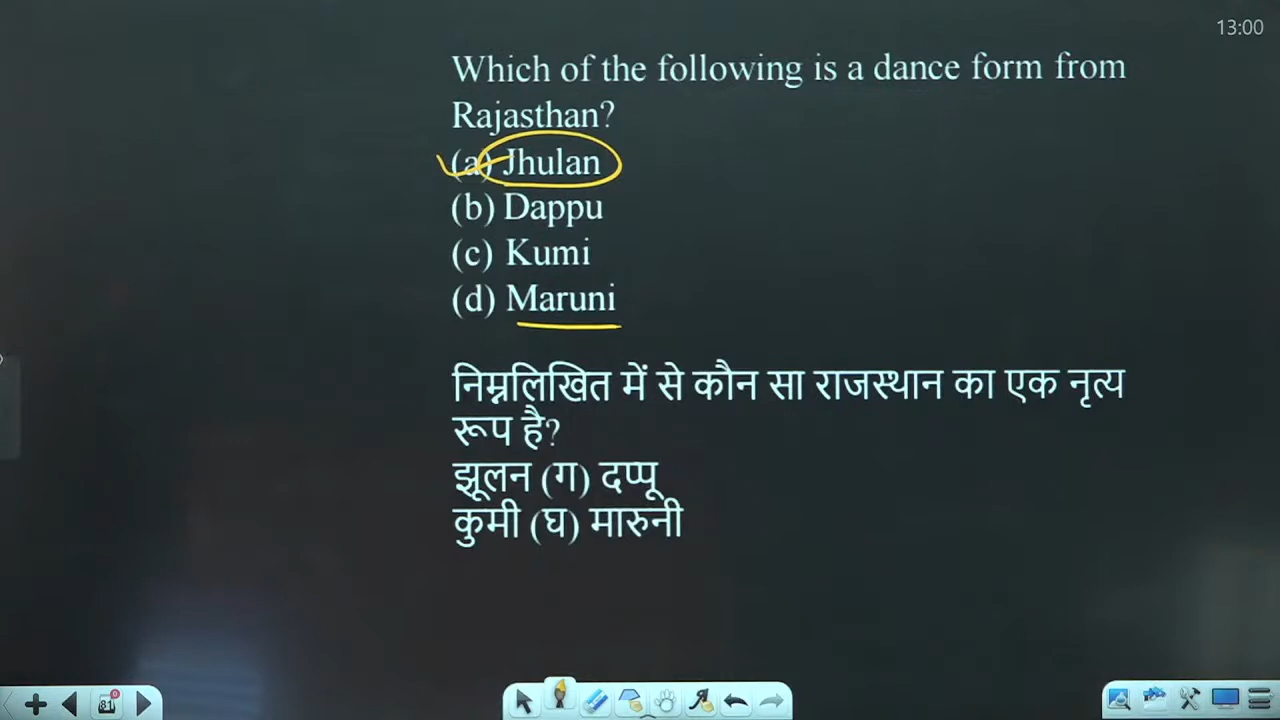 13:00
Which of the following is a dance form from
Rajasthan?
(a) Jhulan
(b) Dappu
(c) Kumi
(d) Maruni
निम्नलिखित में से कौन सा राजस्थान का एक नृत्य
रूप है?
झूलन (ग) दप्पू
कुमी (घ) मारुनी
81
0